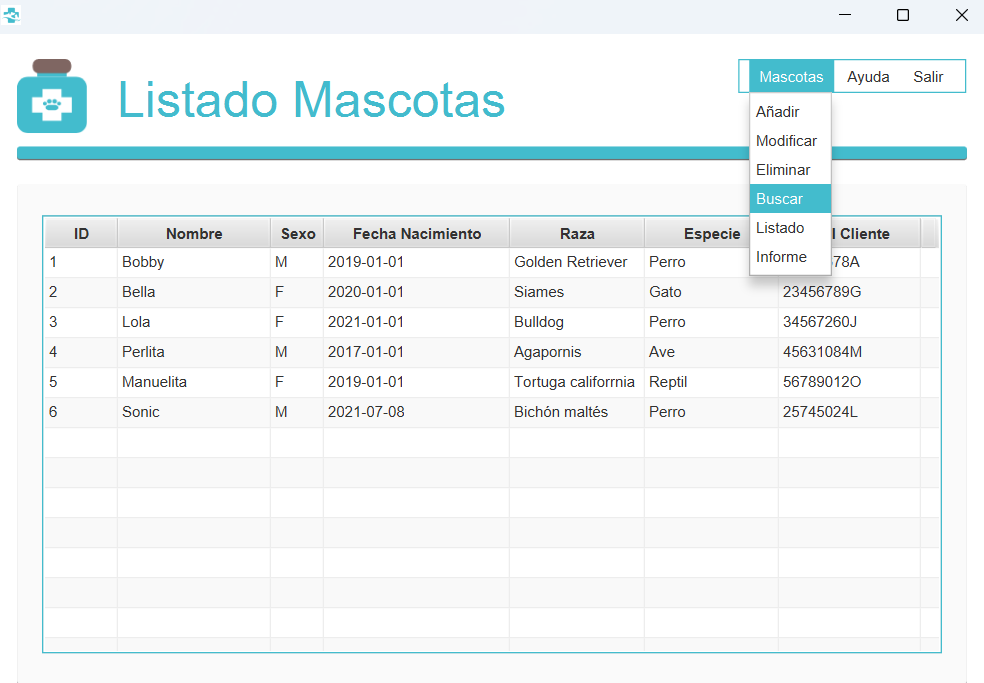 Listado Mascotas
Mascotas Ayuda Salir
Añadir
Modificar
Eliminar
Buscar
Listado
Informe
ID Nombre Sexo Fecha Nacimiento Raza Especie Cliente
1 Bobby M 2019-01-01 Golden Retriever Perro 78A
2 Bella F 2020-01-01 Siames Gato 23456789G
3 Lola F 2021-01-01 Bulldog Perro 34567260J
4 Perlita M 2017-01-01 Agapornis Ave 45631084M
5 Manuelita F 2019-01-01 Tortuga califorrnia Reptil 56789012O
6 Sonic M 2021-07-08 Bichón maltés Perro 25745024L